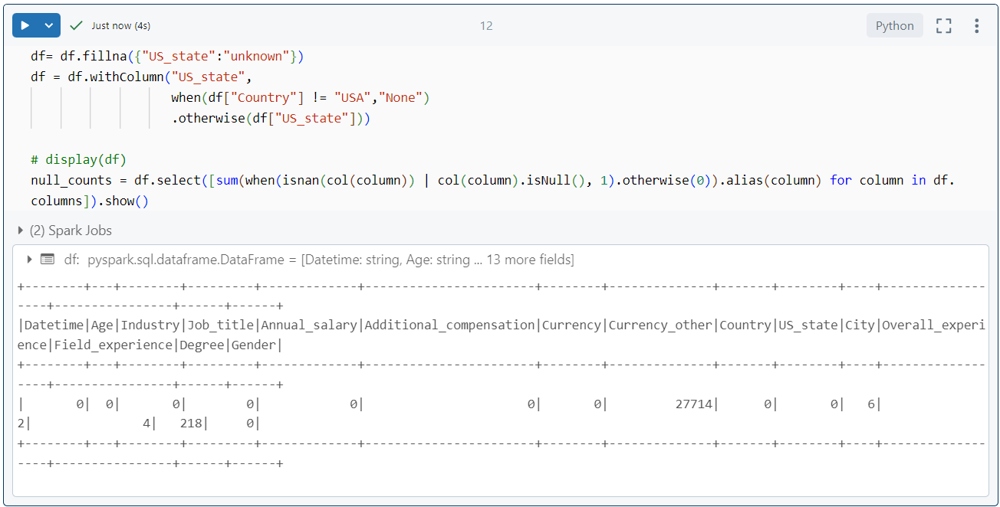 Just now (4s)
12
Python
df= df.fillna({"US_state":"unknown"})
df = df.withColumn("US_state",
when(df["Country"] != "USA","None")
.otherwise(df["US_state"]))
# display(df)
null_counts = df.select([sum(when(isnan(col(column)) | col(column).isNull(), 1).otherwise(0)).alias(column) for column in df.
columns]).show()
(2) Spark Jobs
df: pyspark.sql.dataframe.DataFrame = [Datetime: string, Age: string ... 13 more fields]
+--------+---+--------+---------+-------------+-----------------------+--------+--------------+-------+--------+----+--------------
----+----------------+------+------+
|Datetime|Age|Industry|Job_title|Annual_salary|Additional_compensation|Currency|Currency_other|Country|US_state|City|Overall_experi
ence|Field_experience|Degree|Gender|
+--------+---+--------+---------+-------------+-----------------------+--------+--------------+-------+--------+----+--------------
----+----------------+------+------+
|       0|  0|       0|        0|            0|                      0|       0|         27714|      0|       0|   6|
2|               4|   218|     0|
+--------+---+--------+---------+-------------+-----------------------+--------+--------------+-------+--------+----+--------------
----+----------------+------+------+